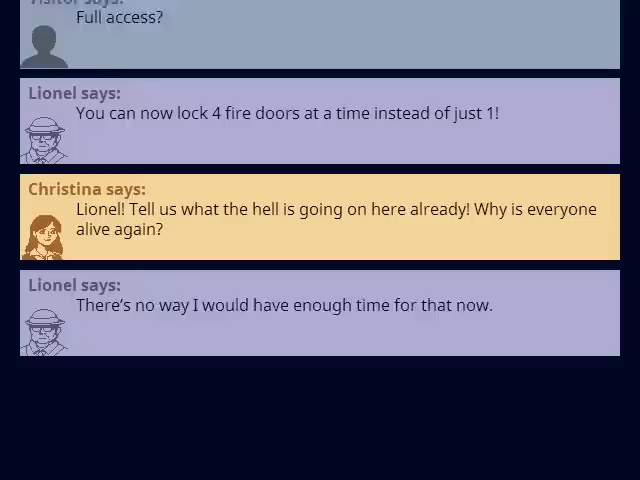 Visitor says:
Full access?
Lionel says:
You can now lock 4 fire doors at a time instead of just 1!
Christina says:
Lionel! Tell us what the hell is going on here already! Why is everyone
alive again?
Lionel says:
There's no way I would have enough time for that now.